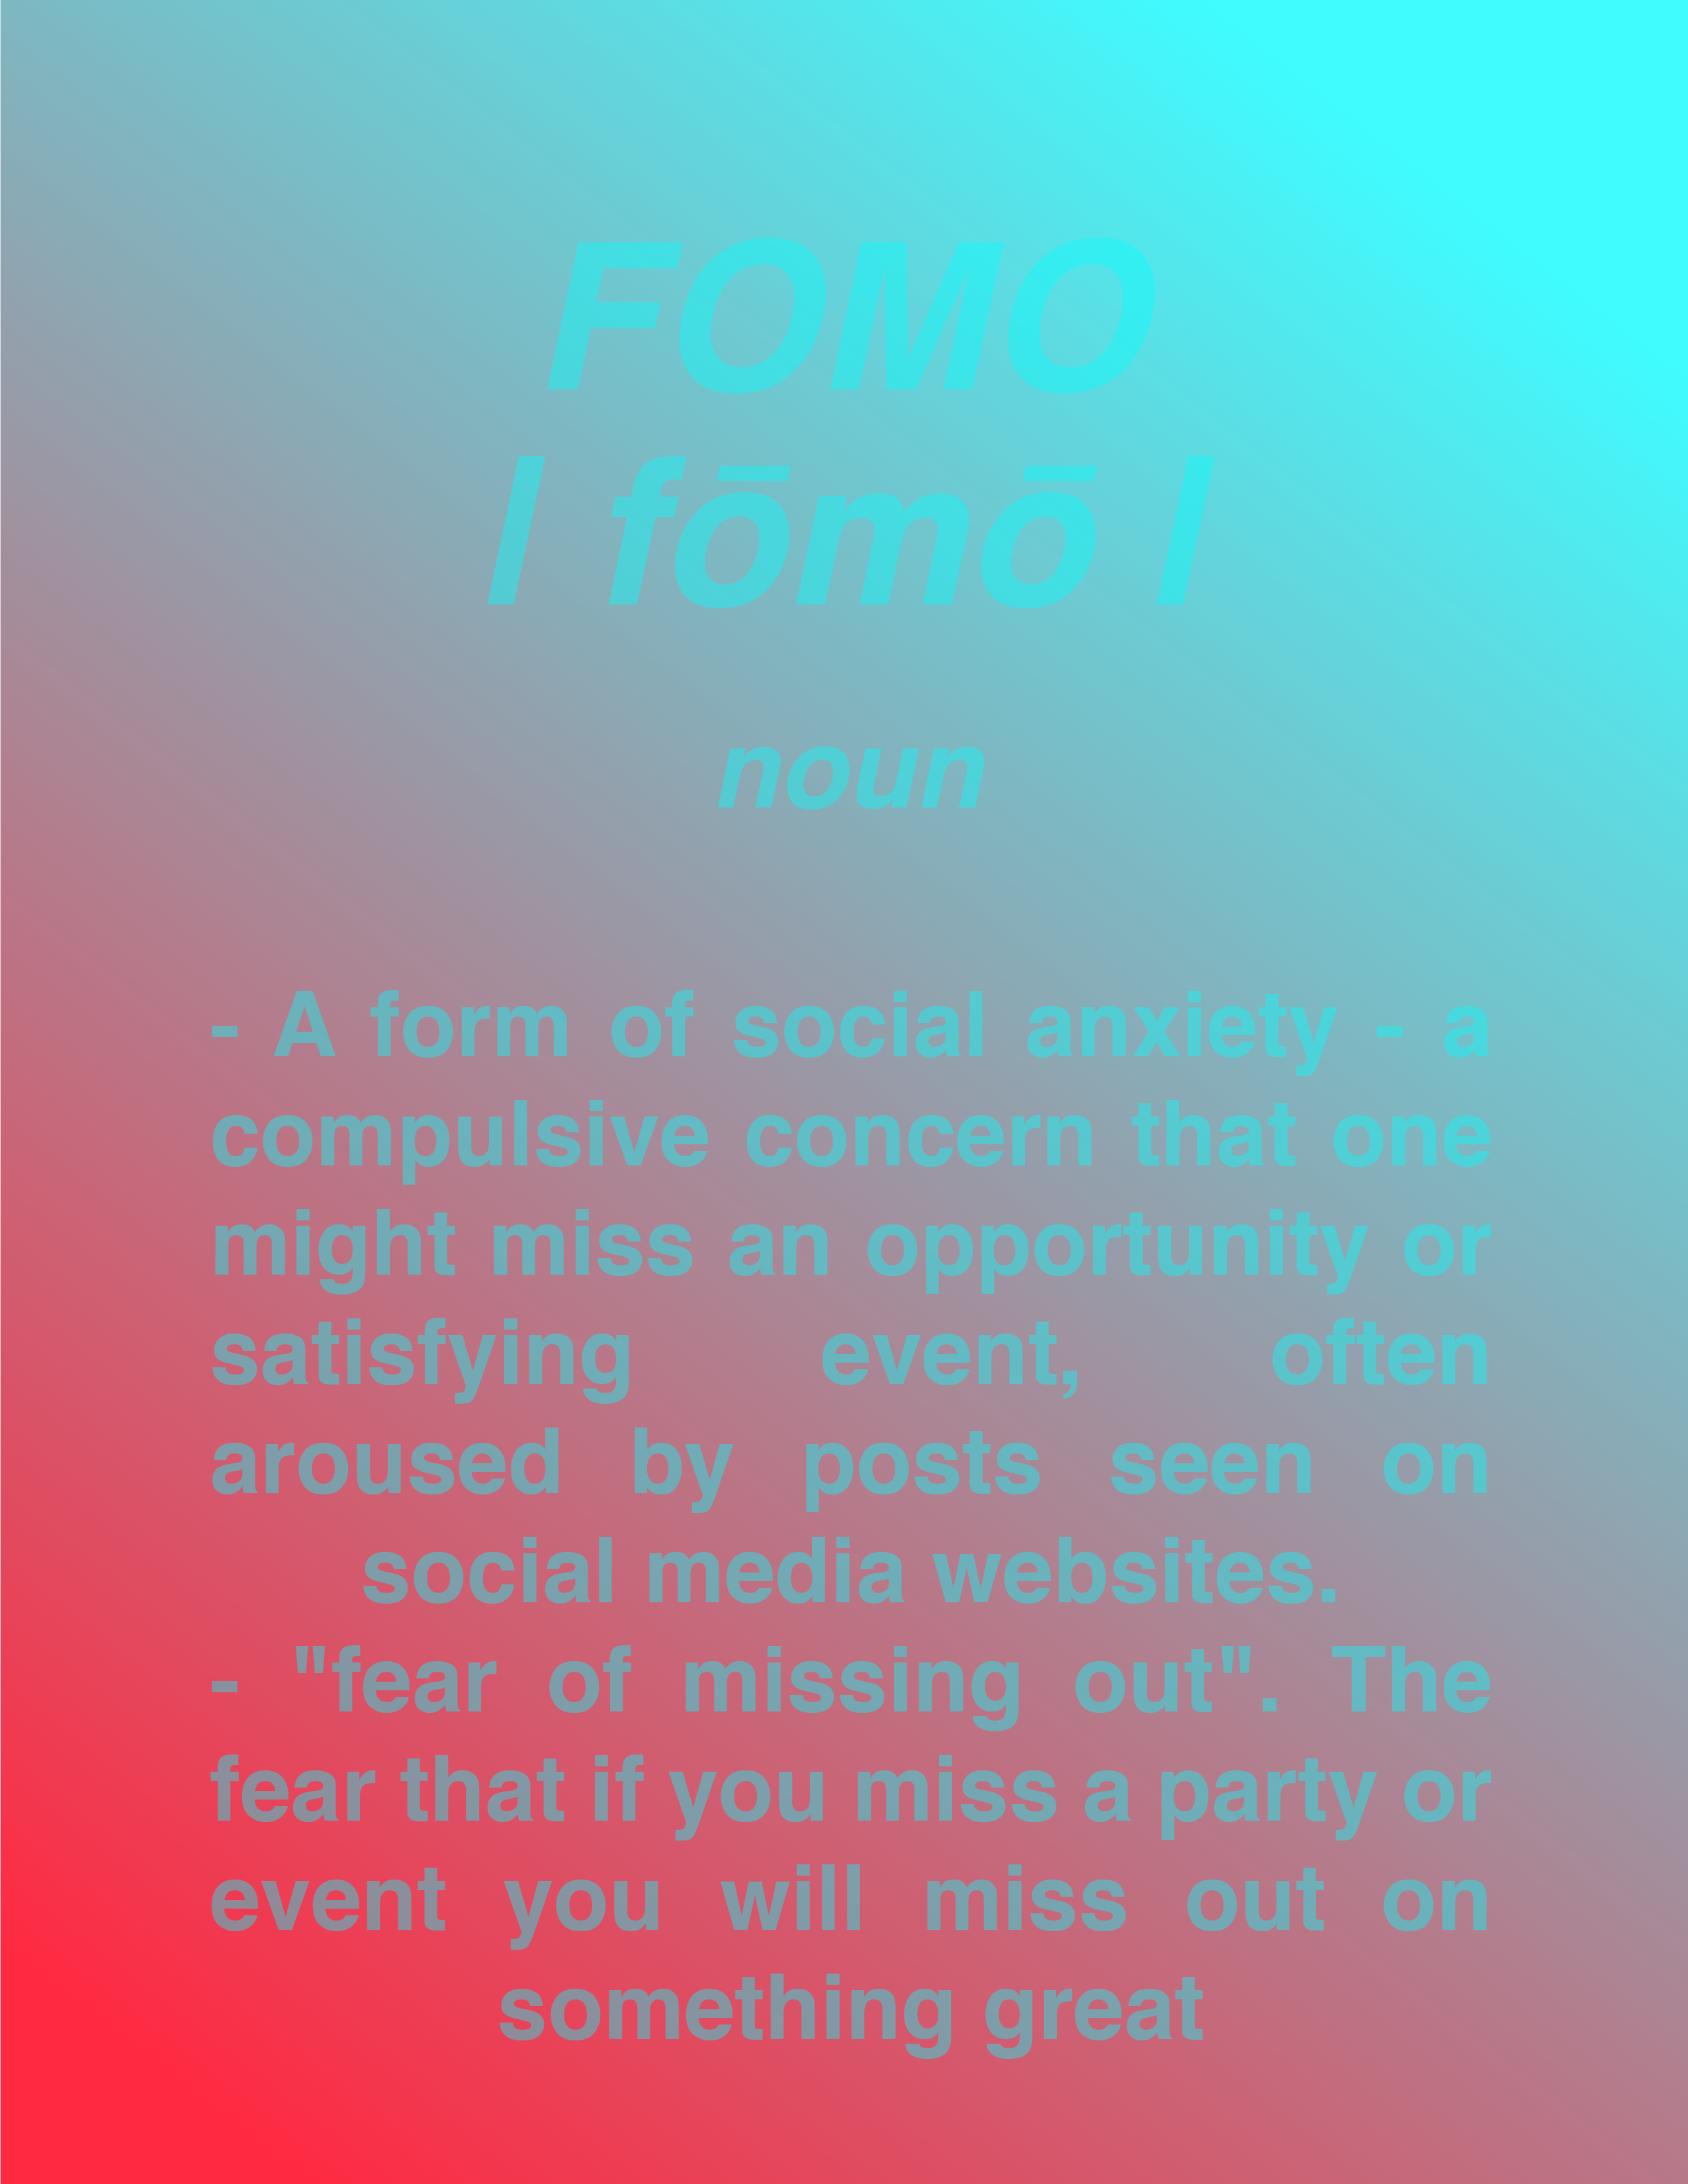 FOMO
| fōmō |
noun
- A form of social anxiety - a
compulsive concern that one
might miss an opportunity or
satisfying event, often
aroused by posts seen on
social media websites.
- "fear of missing out". The
fear that if you miss a party or
event you will miss out on
something great